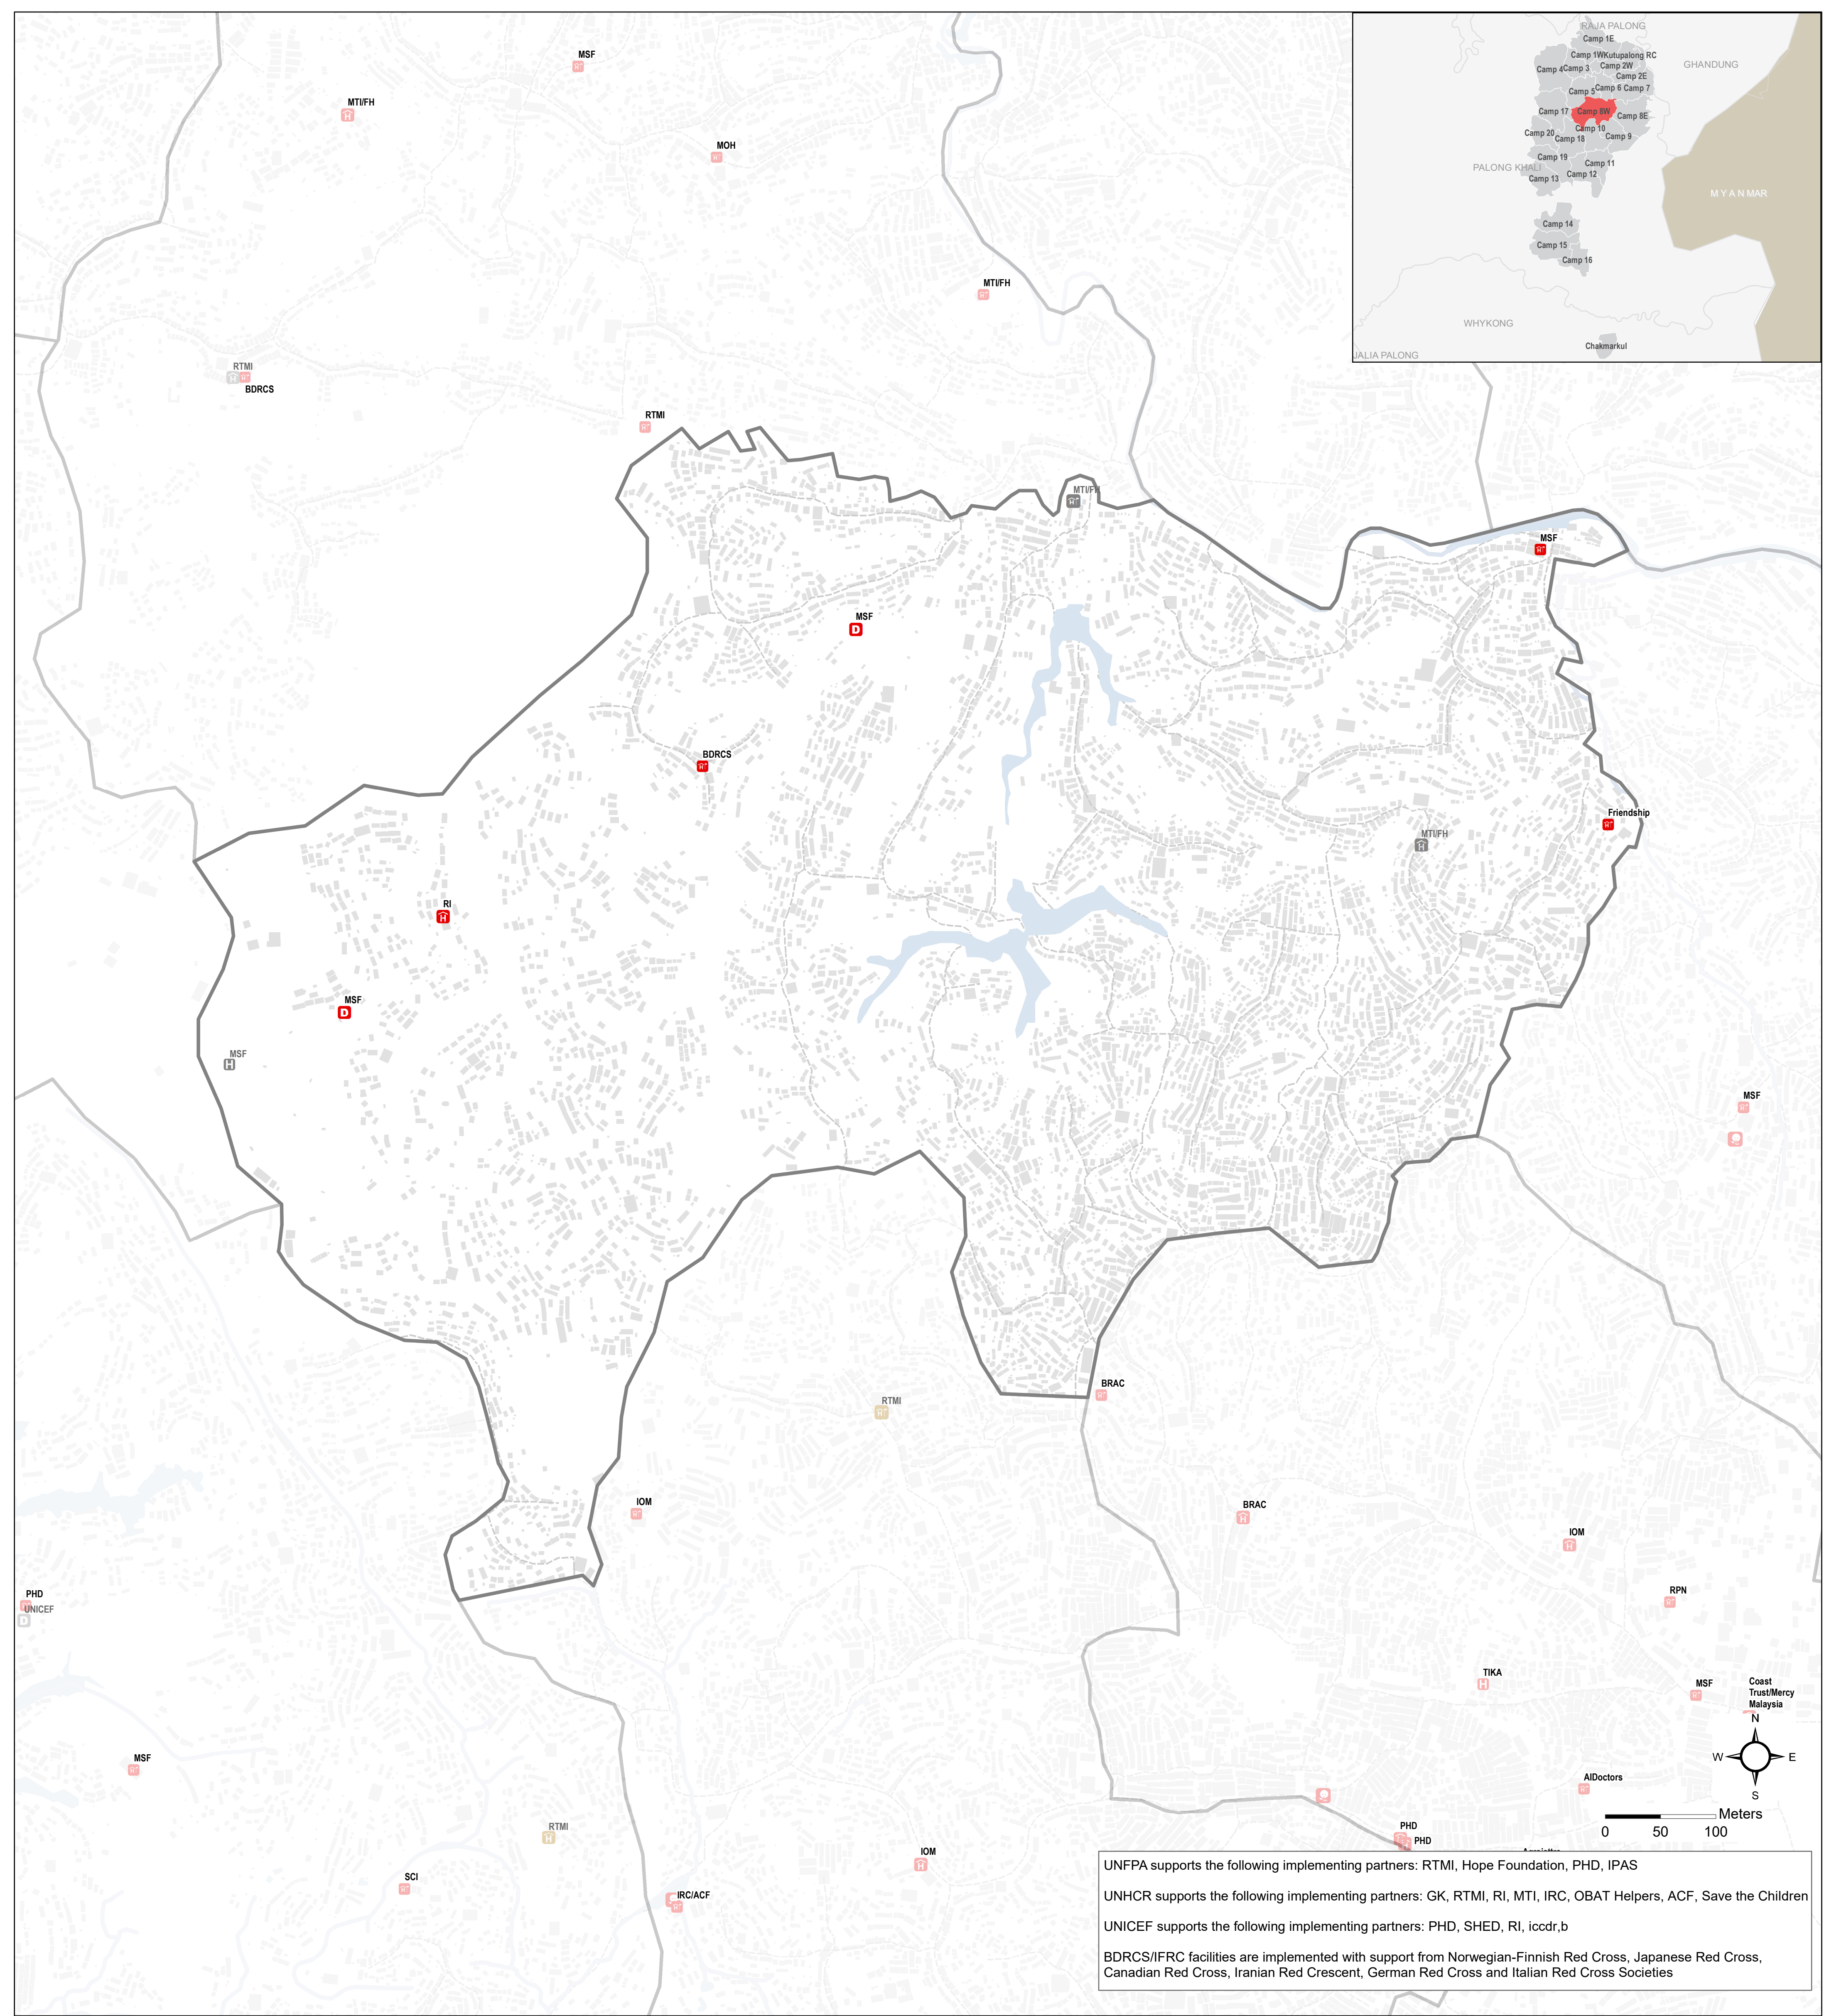 RAJA PALONG
Camp 1E
Camp 1W
Kutupalong RC
GHANDUNG
Camp 4
Camp 3
Camp 2W
Camp 2E
Camp 5
Camp 6
Camp 7
Camp 17
Camp 8W
Camp 8E
Camp 20
Camp 10
Camp 18
Camp 9
Camp 19
Camp 11
PALONG KHALI
Camp 12
Camp 13
MYANMAR
Camp 14
Camp 15
Camp 16
WHYKONG
Chakmarkul
JALIA PALONG
MSF
MTI/FH
H
MOH
MTI/FH
RTMI
H
BDRCS
RTMI
MTI/FH
MSF
MSF
D
BDRCS
Friendship
MTI/FH
H
RI
H
MSF
D
MSF
H
MSF
BRAC
RTMI
IOM
BRAC
H
IOM
H
PHD
UNICEF
D
RPN
TIKA
H
MSF
Coast
Trust/Mercy
Malaysia
MSF
AIDoctors
RTMI
H
PHD
PHD
IOM
H
SCI
IRC/ACF
N
W
E
S
Meters
0 50 100
UNFPA supports the following implementing partners: RTMI, Hope Foundation, PHD, IPAS
UNHCR supports the following implementing partners: GK, RTMI, RI, MTI, IRC, OBAT Helpers, ACF, Save the Children
UNICEF supports the following implementing partners: PHD, SHED, RI, iccdr,b
BDRCS/IFRC facilities are implemented with support from Norwegian-Finnish Red Cross, Japanese Red Cross,
Canadian Red Cross, Iranian Red Crescent, German Red Cross and Italian Red Cross Societies